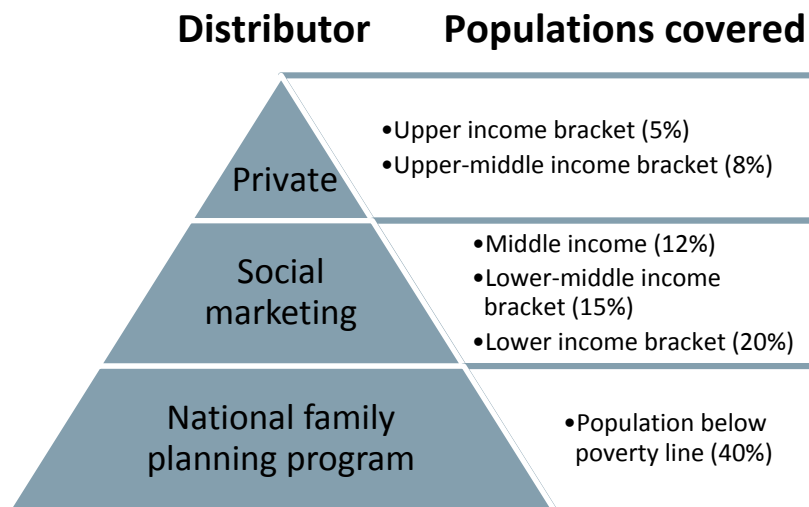 Distributor Populations covered
Private
•Upper income bracket (5%)
•Upper-middle income bracket (8%)
Social
marketing
•Middle income (12%)
•Lower-middle income
bracket (15%)
•Lower income bracket (20%)
National family
planning program
•Population below
poverty line (40%)